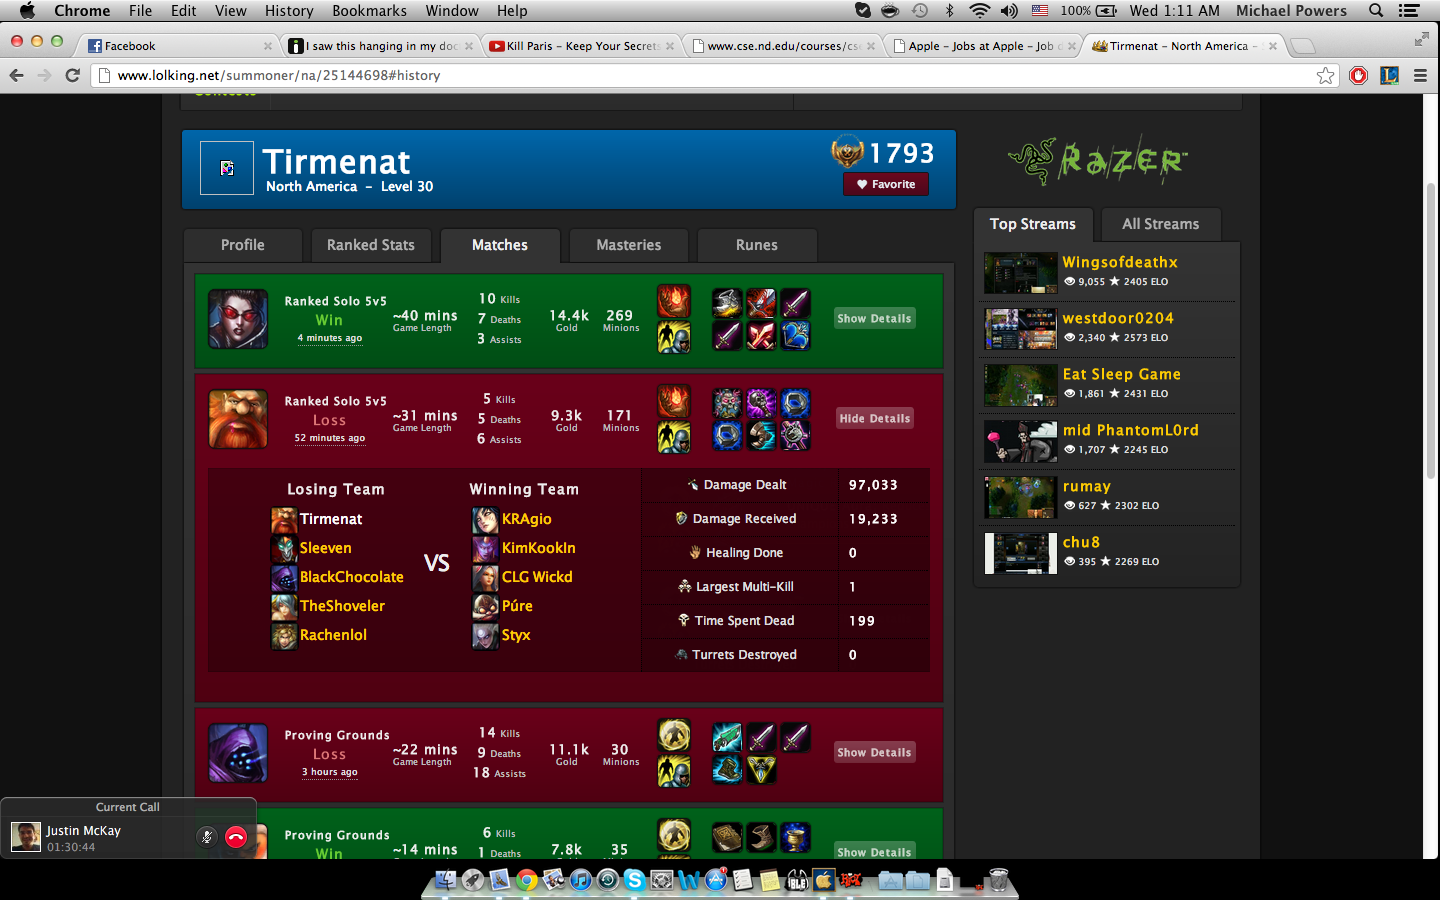 Chrome File Edit View History Bookmarks Window Help 100% Wed 1:11 AM Michael Powers
Facebook I saw this hanging in my doc Kill Paris – Keep Your Secrets www.cse.nd.edu/courses/cse Apple – Jobs at Apple – Job Tirmenat – North America –
www.lolking.net/summoner/na/25144698#history
Tirmenat
North America – Level 30
1793
Favorite
RAZER
Profile Ranked Stats Matches Masteries Runes
Top Streams All Streams
Ranked Solo 5v5
Win
4 minutes ago
~40 mins
Game Length
10 Kills
7 Deaths
3 Assists
14.4k
Gold
269
Minions
Show Details
Ranked Solo 5v5
Loss
52 minutes ago
~31 mins
Game Length
5 Kills
5 Deaths
6 Assists
9.3k
Gold
171
Minions
Hide Details
Losing Team
Tirmenat
Sleeven
BlackChocolate
TheShoveler
Rachenlol
VS
Winning Team
KRAgio
KimKookIn
CLG Wickd
Púre
Styx
Damage Dealt 97,033
Damage Received 19,233
Healing Done 0
Largest Multi-Kill 1
Time Spent Dead 199
Turrets Destroyed 0
Proving Grounds
Loss
3 hours ago
~22 mins
Game Length
14 Kills
9 Deaths
18 Assists
11.1k
Gold
30
Minions
Show Details
Proving Grounds
Win
~14 mins
6 Kills
1 Deaths
7.8k
35
Show Details
Wingsofdeathx
9,055 2405 ELO
westdoor0204
2,340 2573 ELO
Eat Sleep Game
1,861 2431 ELO
mid PhantomL0rd
1,707 2245 ELO
rumay
627 2302 ELO
chu8
395 2269 ELO
Current Call
Justin McKay
01:30:44